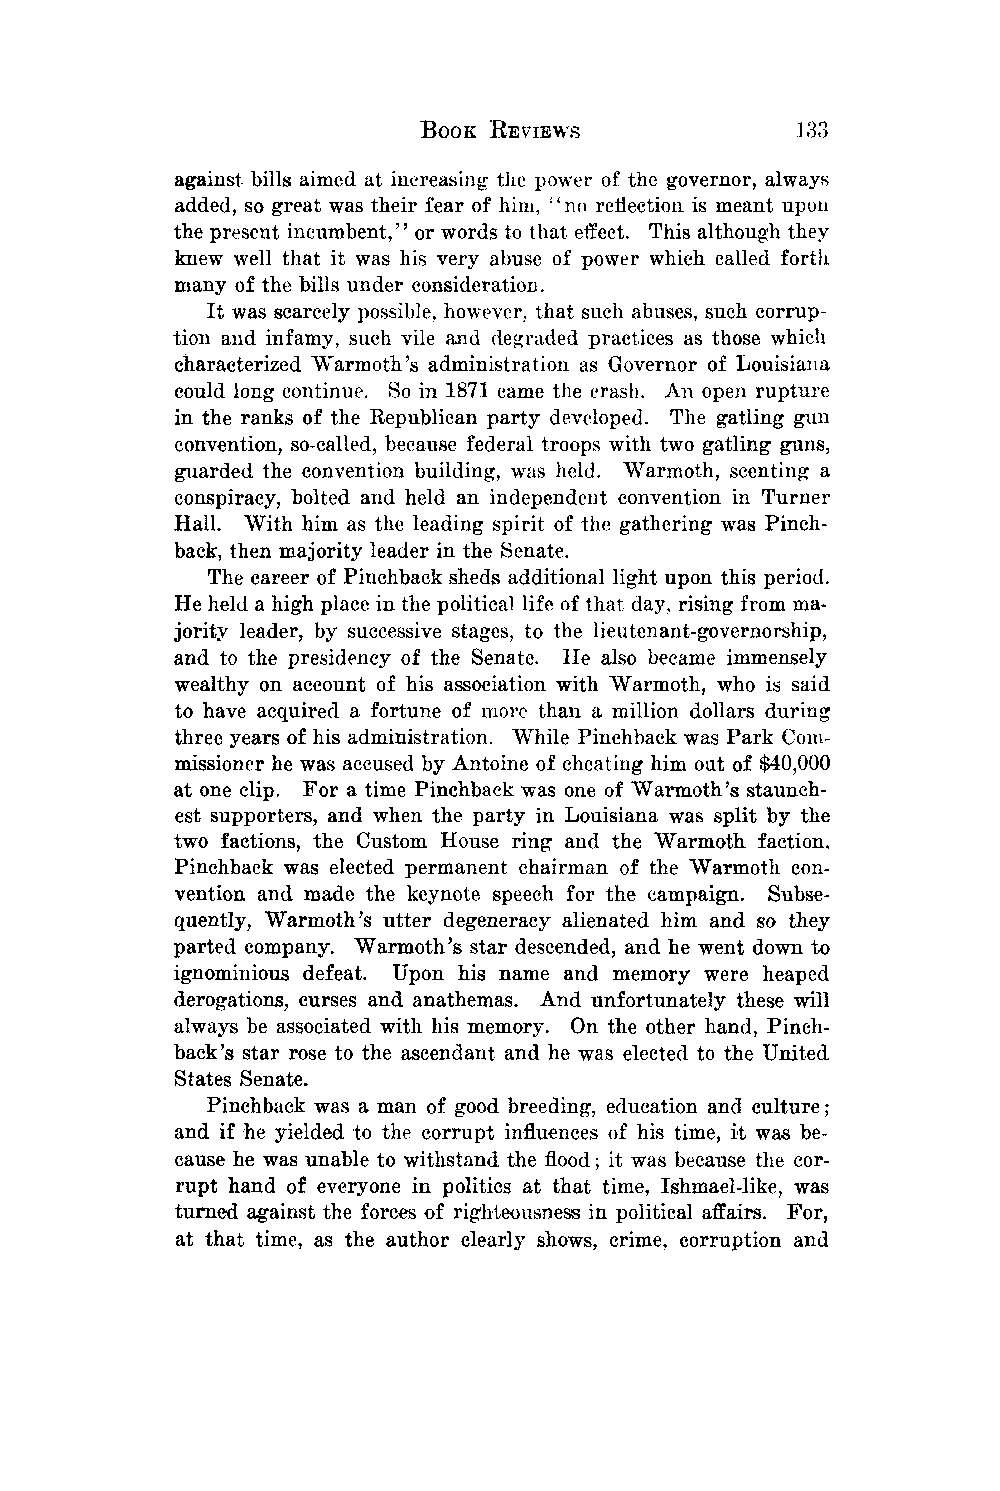 BOOK REVIEWS 133
against bills aimed at increasing the power of the governor, always
added, so great was their fear of him, "no reflection is meant upon
the present incumbent," or words to that effect. This although they
knew well that it was his very abuse of power which called forth
many of the bills under consideration.
It was scarcely possible, however, that such abuses, such corrup-
tion and infamy, such vile and degraded practices as those which
characterized Warmoth's administration as Governor of Louisiana
could long continue. So in 1871 came the crash. An open rupture
in the ranks of the Republican party developed. The gatling gun
convention, so-called, because federal troops with two gatling guns,
guarded the convention building, was held. Warmoth, scenting a
conspiracy, bolted and held an independent convention in Turner
Hall. With him as the leading spirit of the gathering was Pinch-
back, then majority leader in the Senate.
The career of Pinchback sheds additional light upon this period.
He held a high place in the political life of that day, rising from ma-
jority leader, by successive stages, to the lieutenant-governorship,
and to the presidency of the Senate. He also became immensely
wealthy on account of his association with Warmoth, who is said
to have acquired a fortune of more than a million dollars during
three years of his administration. While Pinchback was Park Com-
missioner he was accused by Antoine of cheating him out of $40,000
at one clip. For a time Pinchback was one of Warmoth's staunch-
est supporters, and when the party in Louisiana was split by the
two factions, the Custom House ring and the Warmoth faction,
Pinchback was elected permanent chairman of the Warmoth con-
vention and made the keynote speech for the campaign. Subse-
quently, Warmoth's utter degeneracy alienated him and so they
parted company. Warmoth's star descended, and he went down to
ignominious defeat. Upon his name and memory were heaped
derogations, curses and anathemas. And unfortunately these will
always be associated with his memory. On the other hand, Pinch-
back's star rose to the ascendant and he was elected to the United
States Senate.
Pinchback was a man of good breeding, education and culture;
and if he yielded to the corrupt influences of his time, it was be-
cause he was unable to withstand the flood; it was because the cor-
rupt hand of everyone in politics at that time, Ishmael-like, was
turned against the forces of righteousness in political affairs. For,
at that time, as the author clearly shows, crime, corruption and